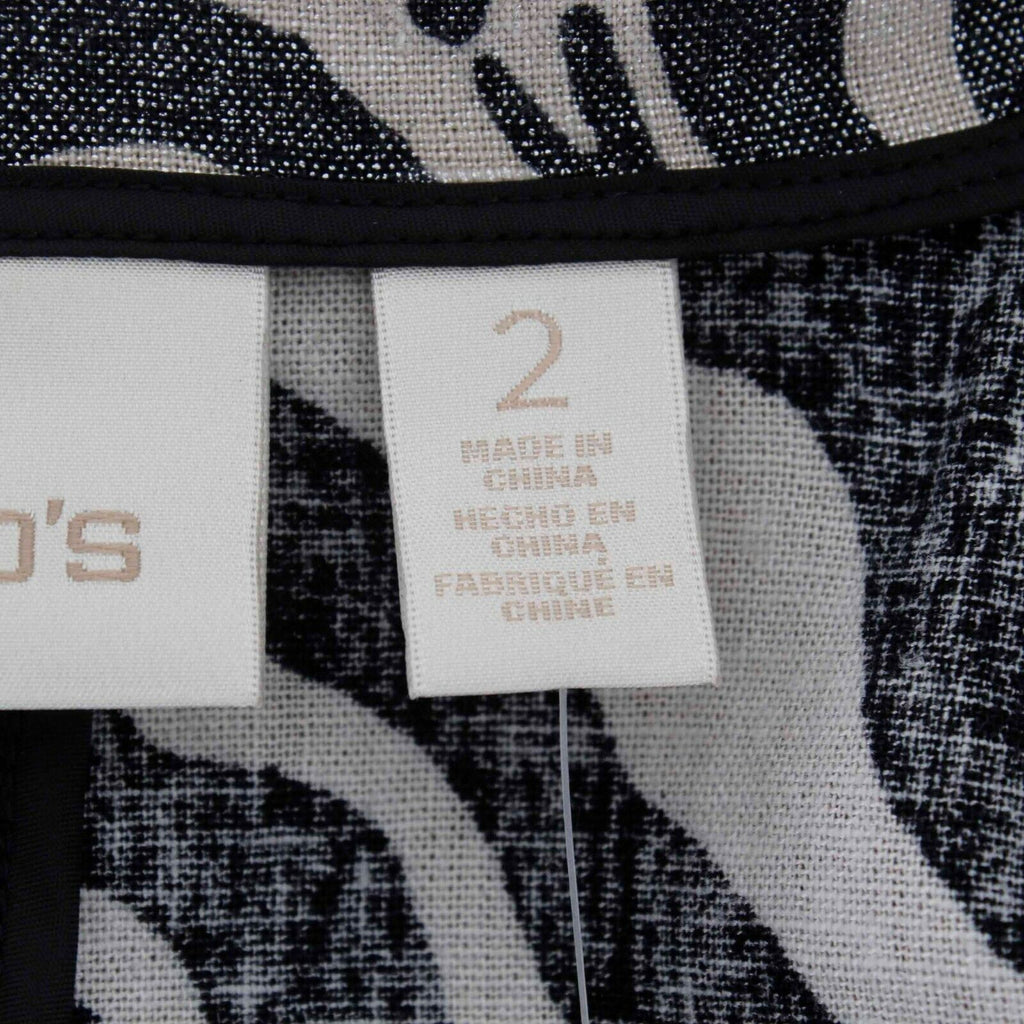 O'S
2
MADE IN
CHINA
HECHO EN
CHINA
FABRIQUÉ EN
CHINE